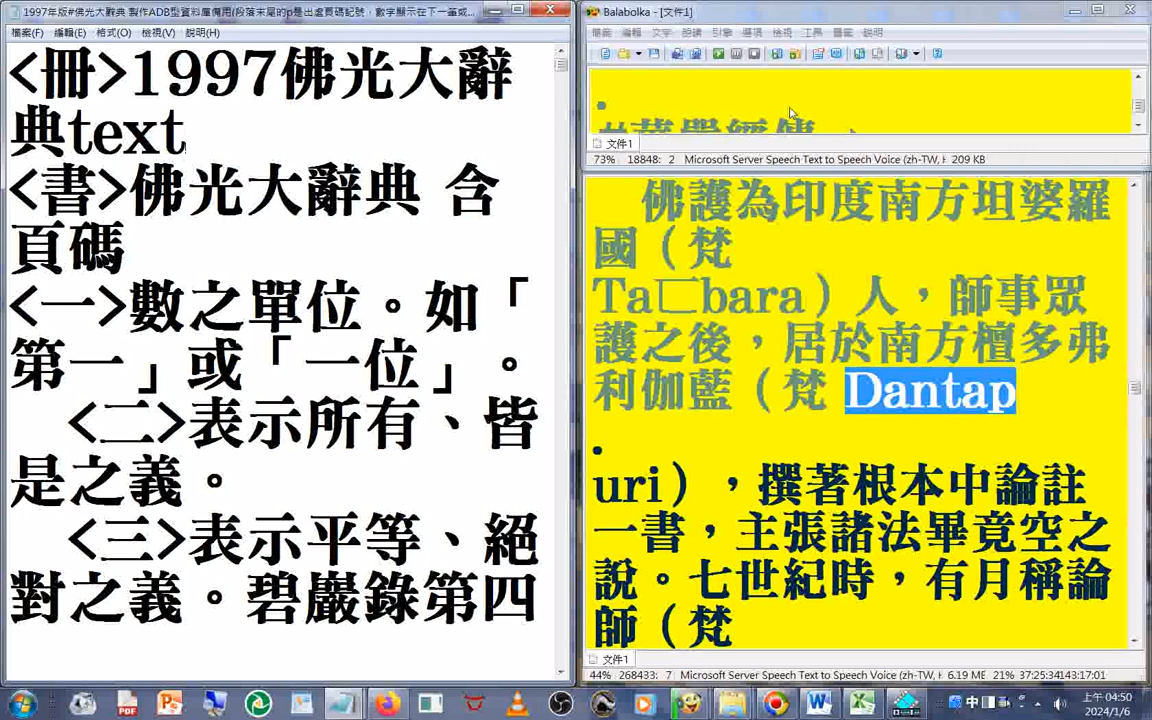 1997年版#佛光大辭典 製作ADB型資料庫備用(段落末尾的p是出處頁碼記號，數字顯示在下一筆或
檔案(F) 編輯(E) 格式(O) 檢視(V) 說明(H)
<冊>1997佛光大辭
典text
<書>佛光大辭典 含
頁碼
<一>數之單位。如「
第一」或「一位」。
<二>表示所有、皆
是之義。
<三>表示平等、絕
對之義。碧巖錄第四
Balabolka - [文件1]
檔案 編輯 文字 朗讀 引擎 選項 檢視 工具 圖案 說明
文件1
73% 18848: 2 Microsoft Server Speech Text to Speech Voice (zh-TW, H 209 KB
佛護為印度南方坦婆羅
國（梵
Ta□bara）人，師事眾
護之後，居於南方檀多弗
利伽藍（梵 Dantap
uri），撰著根本中論註
一書，主張諸法畢竟空之
說。七世紀時，有月稱論
師（梵
文件1
44% 268433: 7 Microsoft Server Speech Text to Speech Voice (zh-TW, H 6.19 ME 21% 37:25:34143:17:01
中
上午 04:50
2024/1/6